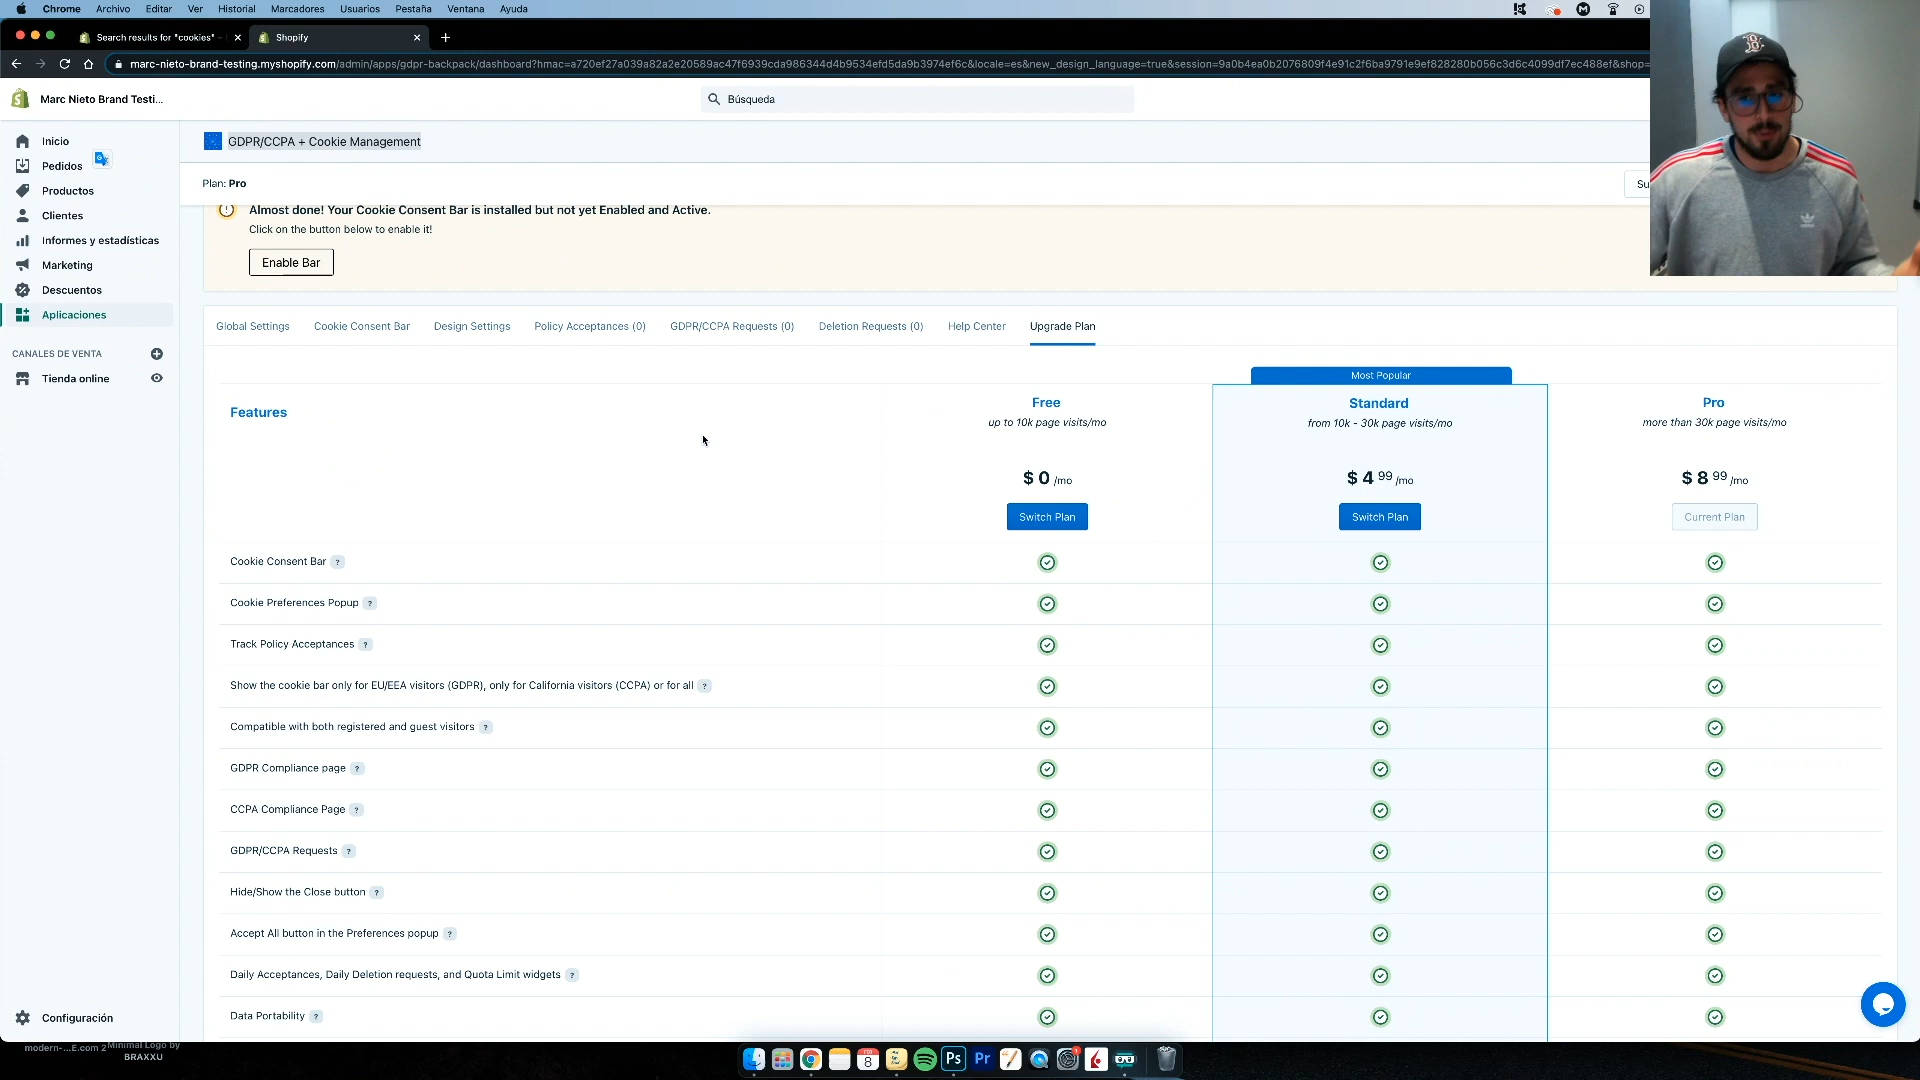 Chrome Archivo Editar Ver Historial Marcadores Usuarios Pestaña Ventana Ayuda
Search results for "cookies" –
Shopify
marc-nieto-brand-testing.myshopify.com/admin/apps/gdpr-backpack/dashboard?hmac=a720ef27a039a82a2e20589ac47f6939cda986344d4b9534efd5da9b3974ef6c&locale=es&new_design_language=true&session=9a0b4ea0b2076809f4e91c2f6ba9791e9ef828280b056c3d6c4099df7ec488ef&shop=
Marc Nieto Brand Testi...
Búsqueda
Inicio
Pedidos
Productos
Clientes
Informes y estadísticas
Marketing
Descuentos
Aplicaciones
CANALES DE VENTA
Tienda online
Configuración
GDPR/CCPA + Cookie Management
Plan: Pro
Su
Almost done! Your Cookie Consent Bar is installed but not yet Enabled and Active.
Click on the button below to enable it!
Enable Bar
Global Settings Cookie Consent Bar Design Settings Policy Acceptances (0) GDPR/CCPA Requests (0) Deletion Requests (0) Help Center Upgrade Plan
Most Popular
Features
Free
up to 10k page visits/mo
$ 0 /mo
Switch Plan
Standard
from 10k - 30k page visits/mo
$ 4 99 /mo
Switch Plan
Pro
more than 30k page visits/mo
$ 8 99 /mo
Current Plan
Cookie Consent Bar ?
Cookie Preferences Popup ?
Track Policy Acceptances ?
Show the cookie bar only for EU/EEA visitors (GDPR), only for California visitors (CCPA) or for all ?
Compatible with both registered and guest visitors ?
GDPR Compliance page ?
CCPA Compliance Page ?
GDPR/CCPA Requests ?
Hide/Show the Close button ?
Accept All button in the Preferences popup ?
Daily Acceptances, Daily Deletion requests, and Quota Limit widgets ?
Data Portability ?
modern-...E.com 2
Minimal Logo by
BRAXXU
8
Ps
Pr